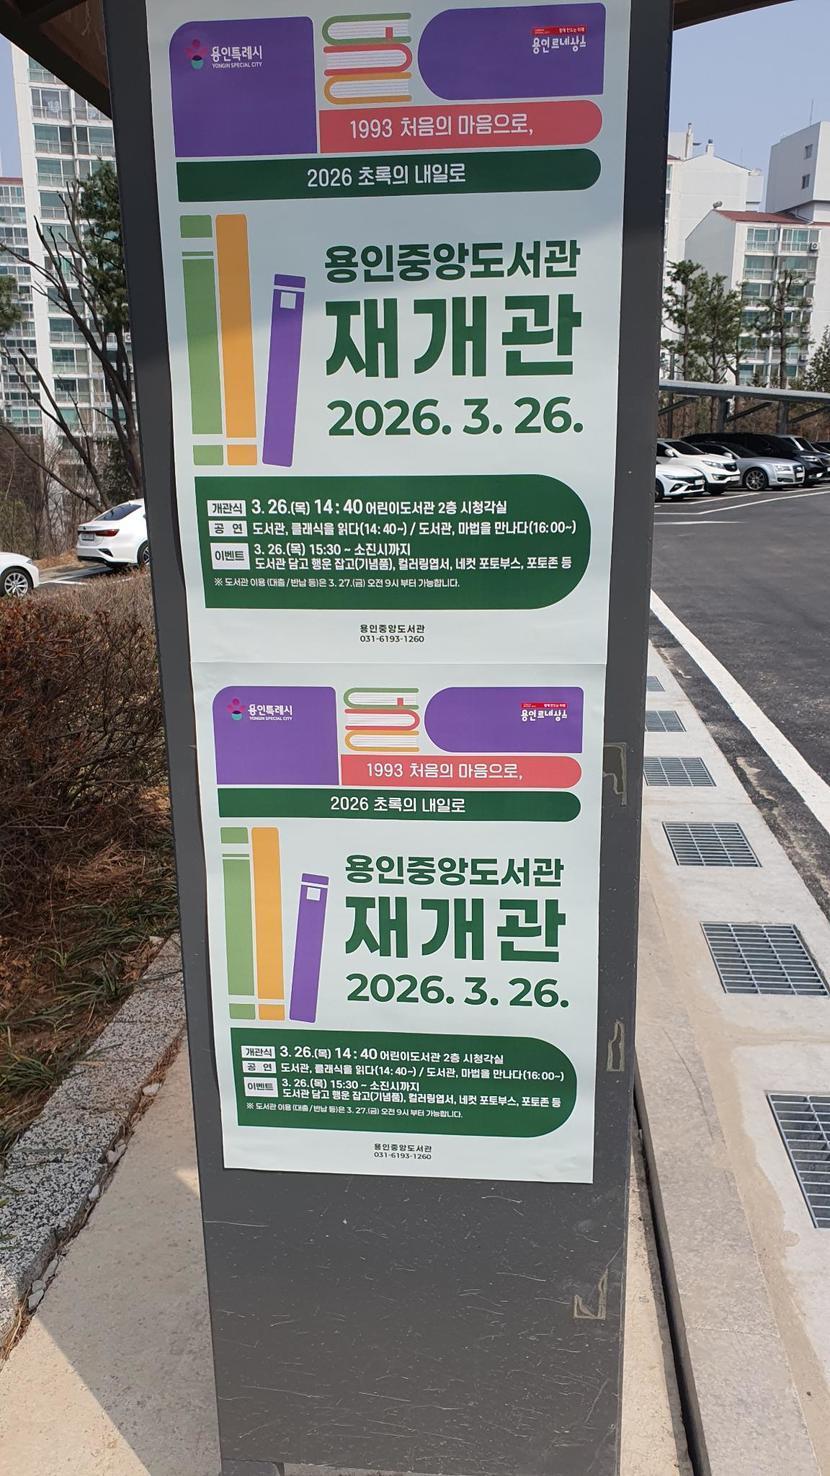 용인특례시
YONGIN SPECIAL CITY
함께 만드는 미래
용인르네상스
1993 처음의 마음으로,
2026 초록의 내일로
용인중앙도서관
재개관
2026. 3. 26.
개관식 3. 26.(목) 14:40 어린이도서관 2층 시청각실
공 연 도서관, 클래식을 읽다(14:40~) / 도서관, 마법을 만나다(16:00~)
이벤트 3. 26.(목) 15:30 ~ 소진시까지
도서관 담고 행운 잡고(기념품), 컬러링엽서, 네컷 포토부스, 포토존 등
※ 도서관 이용 (대출/반납 등)은 3. 27.(금) 오전 9시 부터 가능합니다.
용인중앙도서관
031-6193-1260
용인특례시
YONGIN SPECIAL CITY
용인르네상스
1993 처음의 마음으로,
2026 초록의 내일로
용인중앙도서관
재개관
2026. 3. 26.
개관식 3. 26.(목) 14:40 어린이도서관 2층 시청각실
공 연 도서관, 클래식을 읽다(14:40~) / 도서관, 마법을 만나다(16:00~)
이벤트 3. 26.(목) 15:30 ~ 소진시까지
도서관 담고 행운 잡고(기념품), 컬러링엽서, 네컷 포토부스, 포토존 등
※ 도서관 이용 (대출/반납 등)은 3. 27.(금) 오전 9시 부터 가능합니다.
용인중앙도서관
031-6193-1260